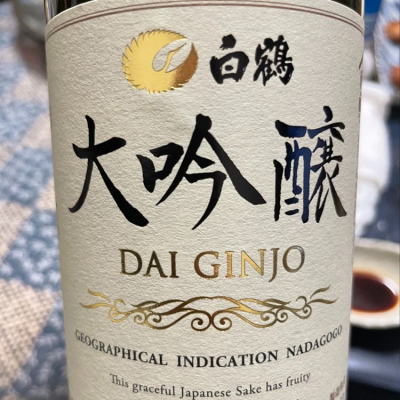 白鶴
大吟醸
DAI GINJO
GEOGRAPHICAL INDICATION NADAGOGO
This graceful Japanese Sake has fruity